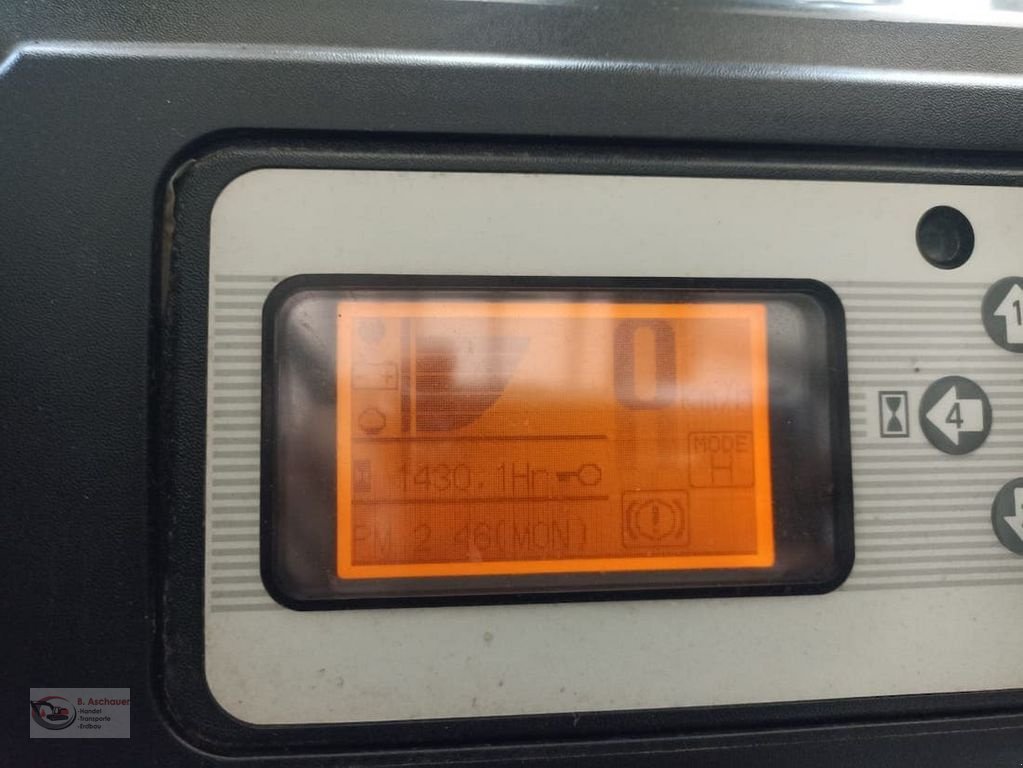 0 km/h
MODE
H
1430.1Hr
PM 2 46(MON)
1
4
B. Aschauer
-Handel
-Transporte
-Erdbau